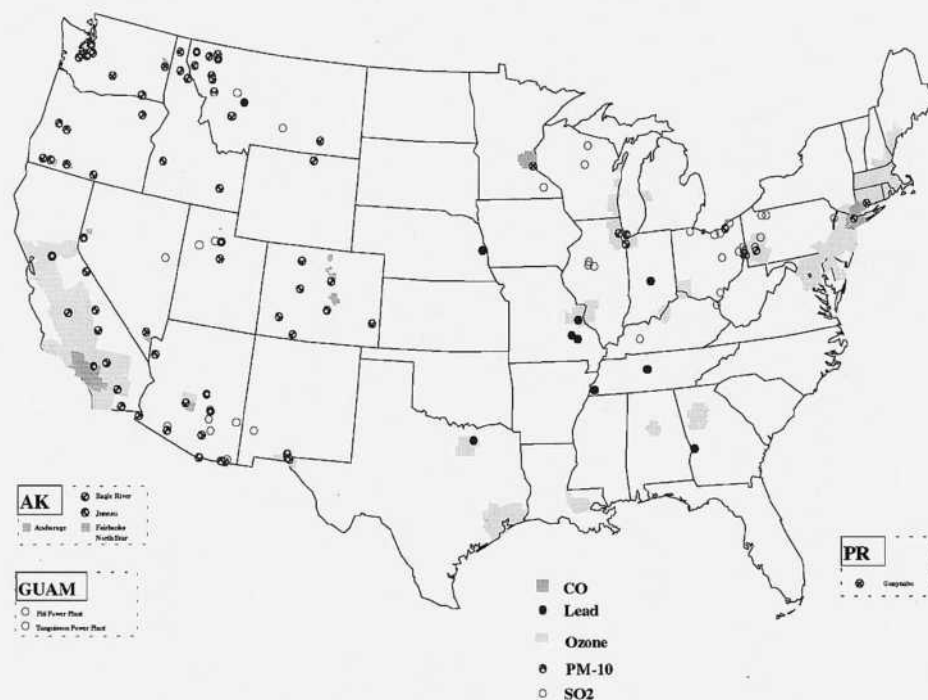 AK
Eagle River
Juneau
Anchorage
Fairbanks
North Star
GUAM
Piti Power Plant
Tanguisson Power Plant
PR
Guaynabo
CO
Lead
Ozone
PM-10
SO2